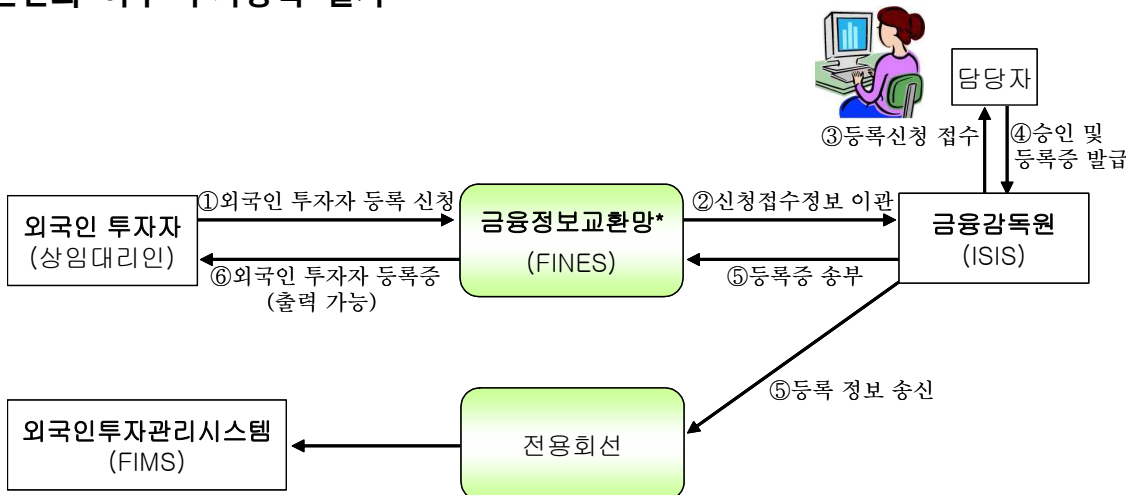 담당자
③등록신청 접수
④승인 및
등록증 발급
①외국인 투자자 등록 신청
②신청접수정보 이관
외국인 투자자
(상임대리인)
금융정보교환망*
(FINES)
금융감독원
(ISIS)
⑥외국인 투자자 등록증
(출력 가능)
⑤등록증 송부
⑤등록 정보 송신
외국인투자관리시스템
(FIMS)
전용회선